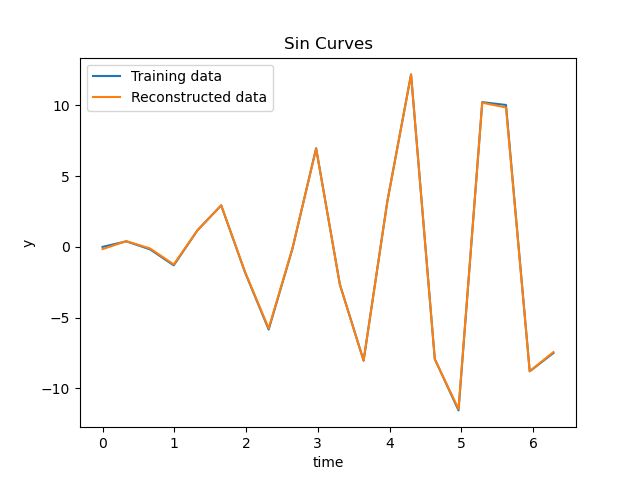 Sin Curves
Training data
Reconstructed data
10
5
0
−5
−10
y
0 1 2 3 4 5 6
time